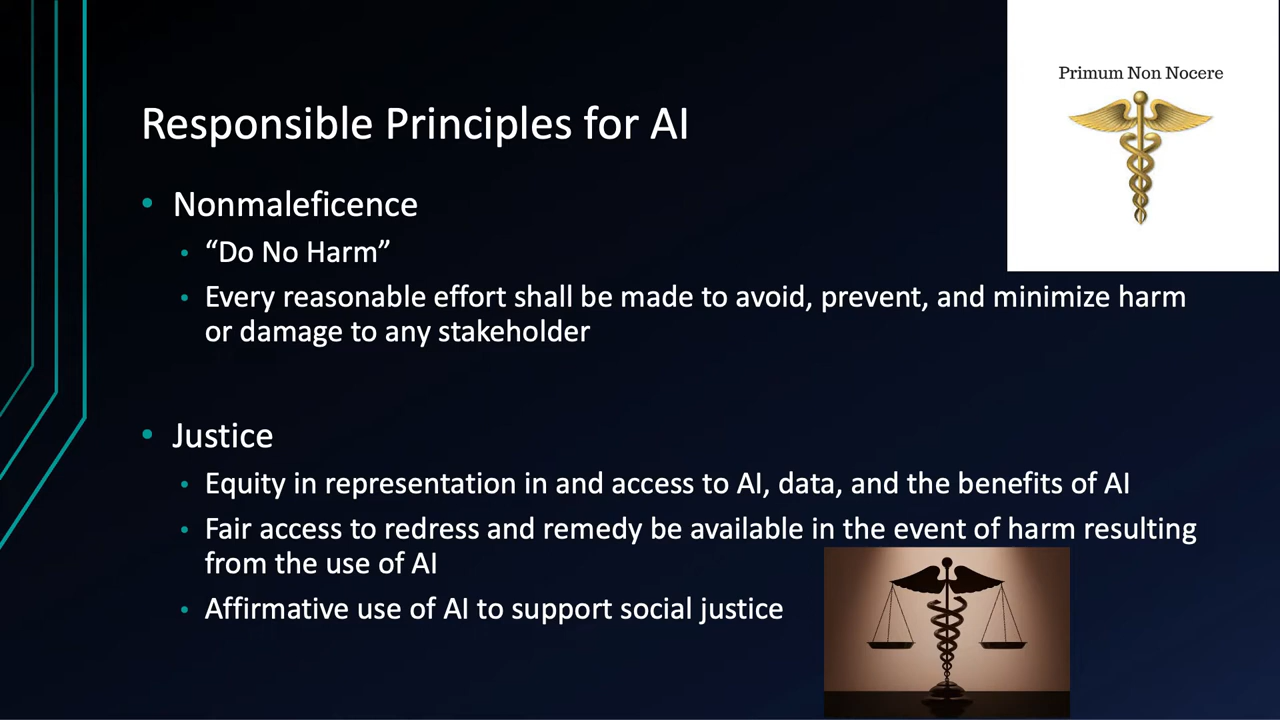 Primum Non Nocere
Responsible Principles for AI
• Nonmaleficence
• “Do No Harm”
• Every reasonable effort shall be made to avoid, prevent, and minimize harm
or damage to any stakeholder
• Justice
• Equity in representation in and access to AI, data, and the benefits of AI
• Fair access to redress and remedy be available in the event of harm resulting
from the use of AI
• Affirmative use of AI to support social justice